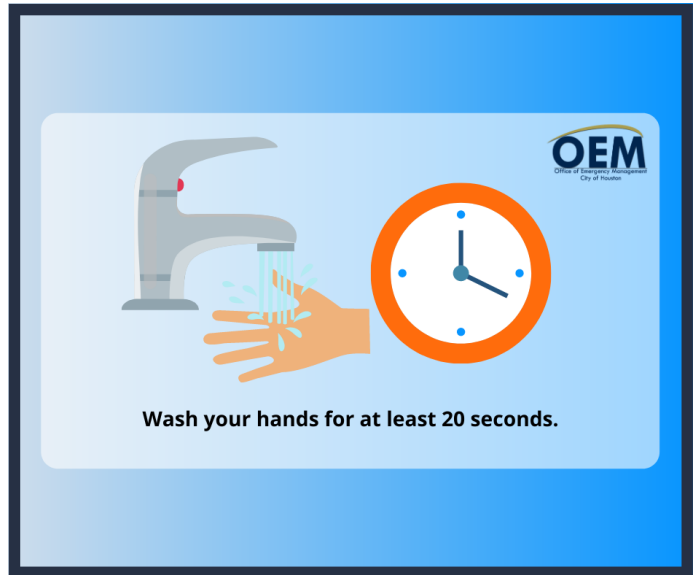 OEM
Office of Emergency Management
City of Houston
Wash your hands for at least 20 seconds.